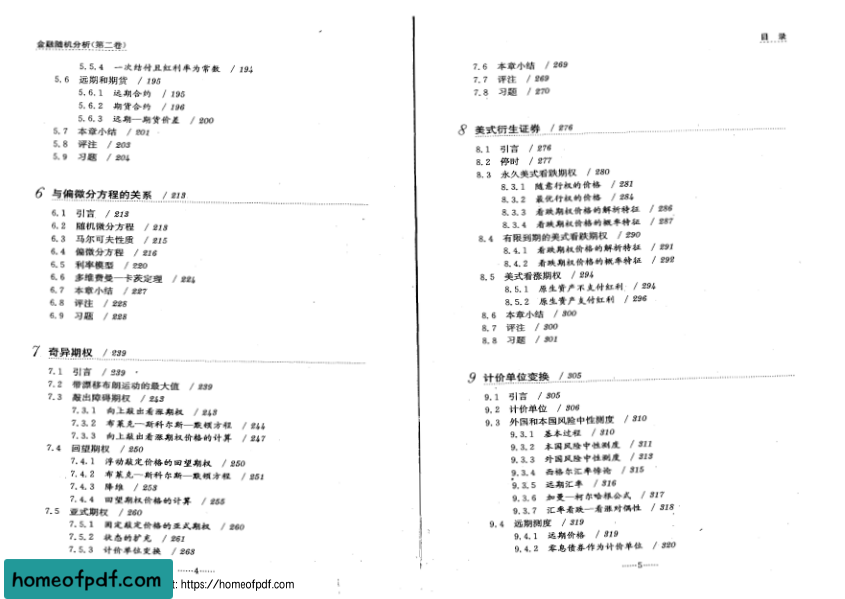 金融随机分析(第二卷)
5.5.4 一次结付且红利率为常数 / 194
5.6 远期和期货 / 195
5.6.1 远期合约 / 195
5.6.2 期货合约 / 196
5.6.3 远期—期货价差 / 200
5.7 本章小结 / 201
5.8 评注 / 203
5.9 习题 / 204
6 与偏微分方程的关系 / 213
6.1 引言 / 213
6.2 随机微分方程 / 213
6.3 马尔可夫性质 / 215
6.4 偏微分方程 / 216
6.5 利率模型 / 220
6.6 多维费曼—卡茨定理 / 224
6.7 本章小结 / 227
6.8 评注 / 228
6.9 习题 / 228
7 奇异期权 / 239
7.1 引言 / 239
7.2 带漂移布朗运动的最大值 / 239
7.3 敲出障碍期权 / 243
7.3.1 向上敲出看涨期权 / 243
7.3.2 布莱克—斯科尔斯—默顿方程 / 244
7.3.3 向上敲出看涨期权价格的计算 / 247
7.4 回望期权 / 250
7.4.1 浮动敲定价格的回望期权 / 250
7.4.2 布莱克—斯科尔斯—默顿方程 / 251
7.4.3 降维 / 253
7.4.4 回望期权价格的计算 / 255
7.5 亚式期权 / 260
7.5.1 固定敲定价格的亚式期权 / 260
7.5.2 状态的扩充 / 261
7.5.3 计价单位变换 / 263
……4……
目 录
7.6 本章小结 / 269
7.7 评注 / 269
7.8 习题 / 270
8 美式衍生证券 / 276
8.1 引言 / 276
8.2 停时 / 277
8.3 永久美式看跌期权 / 280
8.3.1 随意行权的价格 / 281
8.3.2 最优行权的价格 / 284
8.3.3 看跌期权价格的解析特征 / 286
8.3.4 看跌期权价格的概率特征 / 287
8.4 有限到期的美式看跌期权 / 290
8.4.1 看跌期权价格的解析特征 / 291
8.4.2 看跌期权价格的概率特征 / 292
8.5 美式看涨期权 / 294
8.5.1 原生资产不支付红利 / 294
8.5.2 原生资产支付红利 / 296
8.6 本章小结 / 300
8.7 评注 / 300
8.8 习题 / 301
9 计价单位变换 / 305
9.1 引言 / 305
9.2 计价单位 / 306
9.3 外国和本国风险中性测度 / 310
9.3.1 基本过程 / 310
9.3.2 本国风险中性测度 / 311
9.3.3 外国风险中性测度 / 313
9.3.4 西格尔汇率悖论 / 315
9.3.5 远期汇率 / 316
9.3.6 加曼—柯尔哈根公式 / 317
9.3.7 汇率看跌—看涨对偶性 / 318
9.4 远期测度 / 319
9.4.1 远期价格 / 319
9.4.2 零息债券作为计价单位 / 320
……5……
homeofpdf.com
t: https://homeofpdf.com